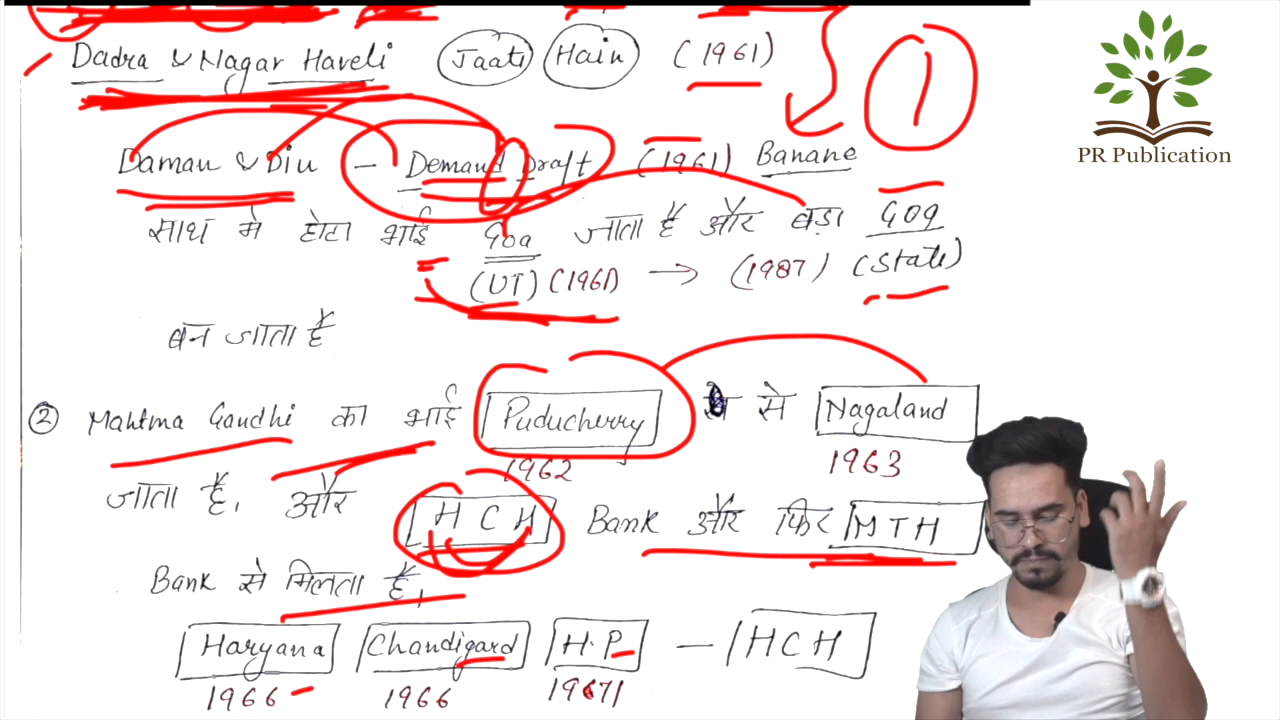 Dadra & Nagar Haveli Jaati Hain (1961)
1
PR Publication
Daman & Diu – Demand Draft (1961) Banane
साथ मे छोटा भाई Goa जाता है और बड़ा Goa
(UT) (1961) → (1987) (State)
बन जाता है
② Mahtma Gandhi का भाई Puducherry से Nagaland
1962 1963
जाता है, और HCH Bank और फिर MTH
Bank से मिलता है,
Haryana Chandigard H.P – HCH
1966 1966 1971